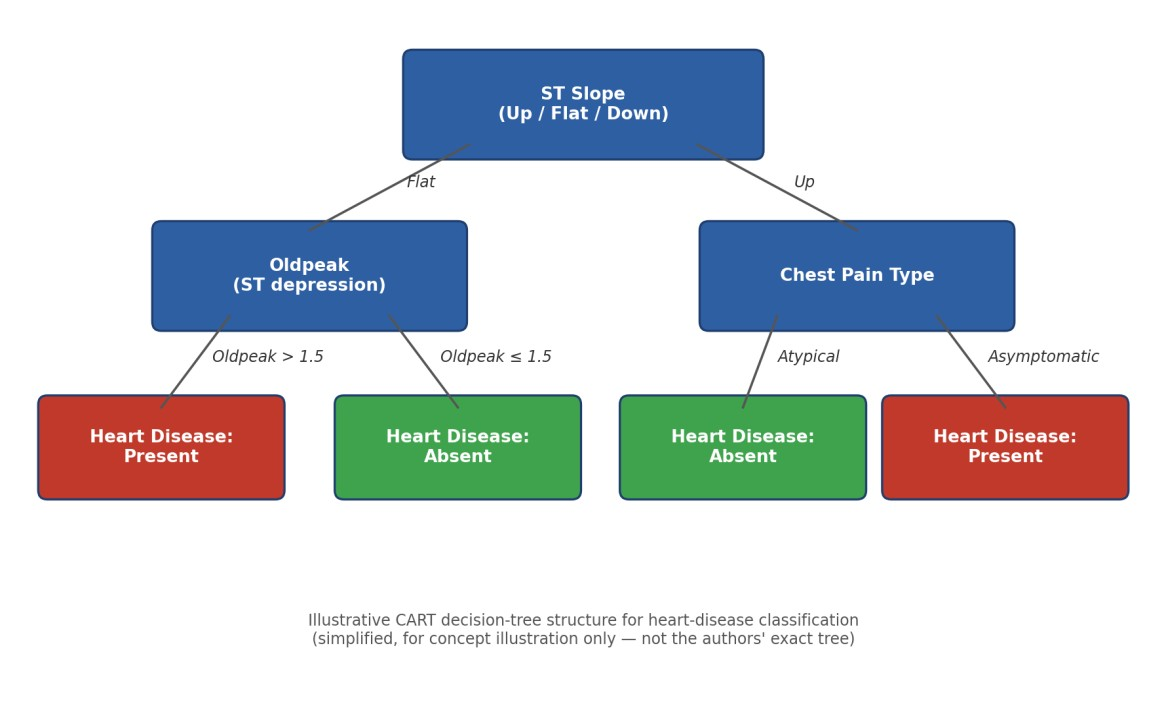 ST Slope
(Up / Flat / Down)
Flat
Up
Oldpeak
(ST depression)
Chest Pain Type
Oldpeak > 1.5
Oldpeak ≤ 1.5
Atypical
Asymptomatic
Heart Disease:
Present
Heart Disease:
Absent
Heart Disease:
Absent
Heart Disease:
Present
Illustrative CART decision-tree structure for heart-disease classification
(simplified, for concept illustration only — not the authors' exact tree)